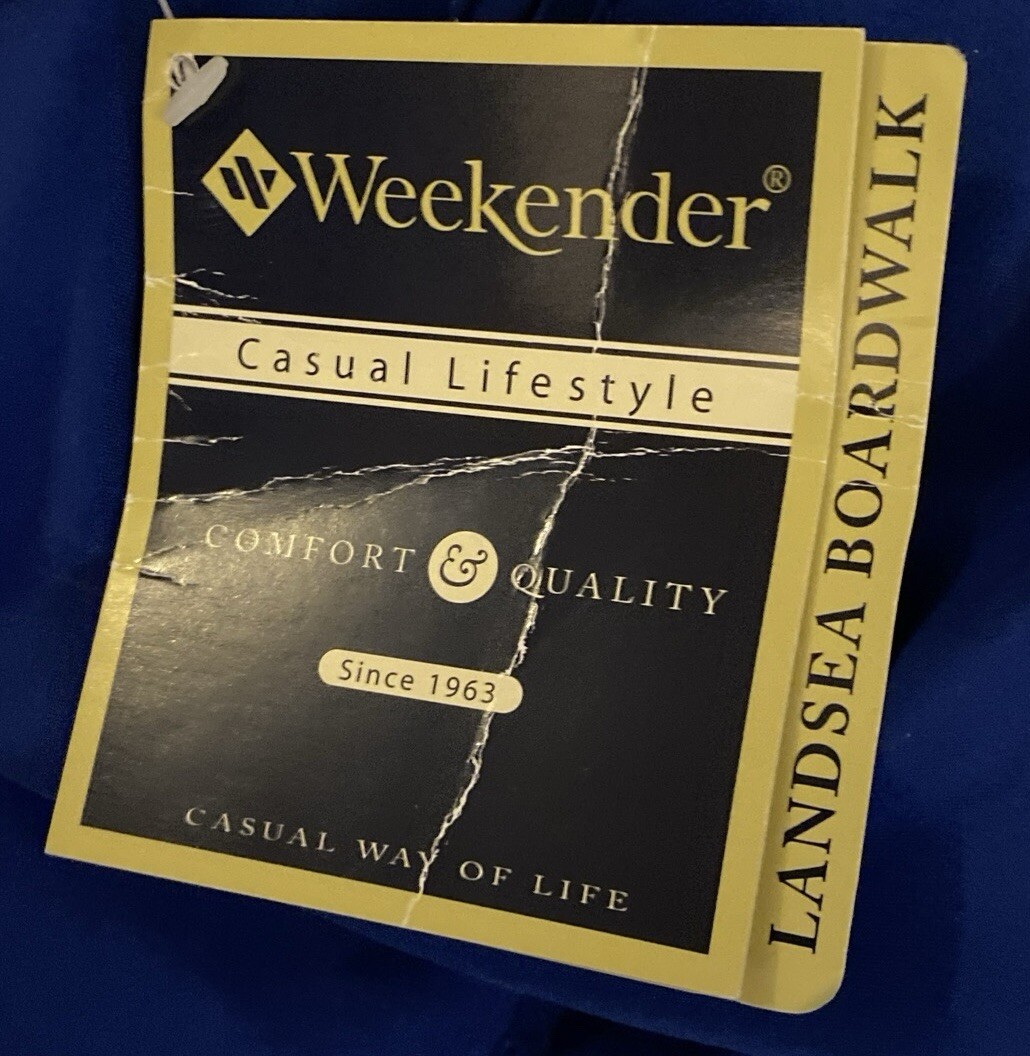 Weekender®
Casual Lifestyle
COMFORT & QUALITY
Since 1963
CASUAL WAY OF LIFE
LANDSEA BOARDWALK